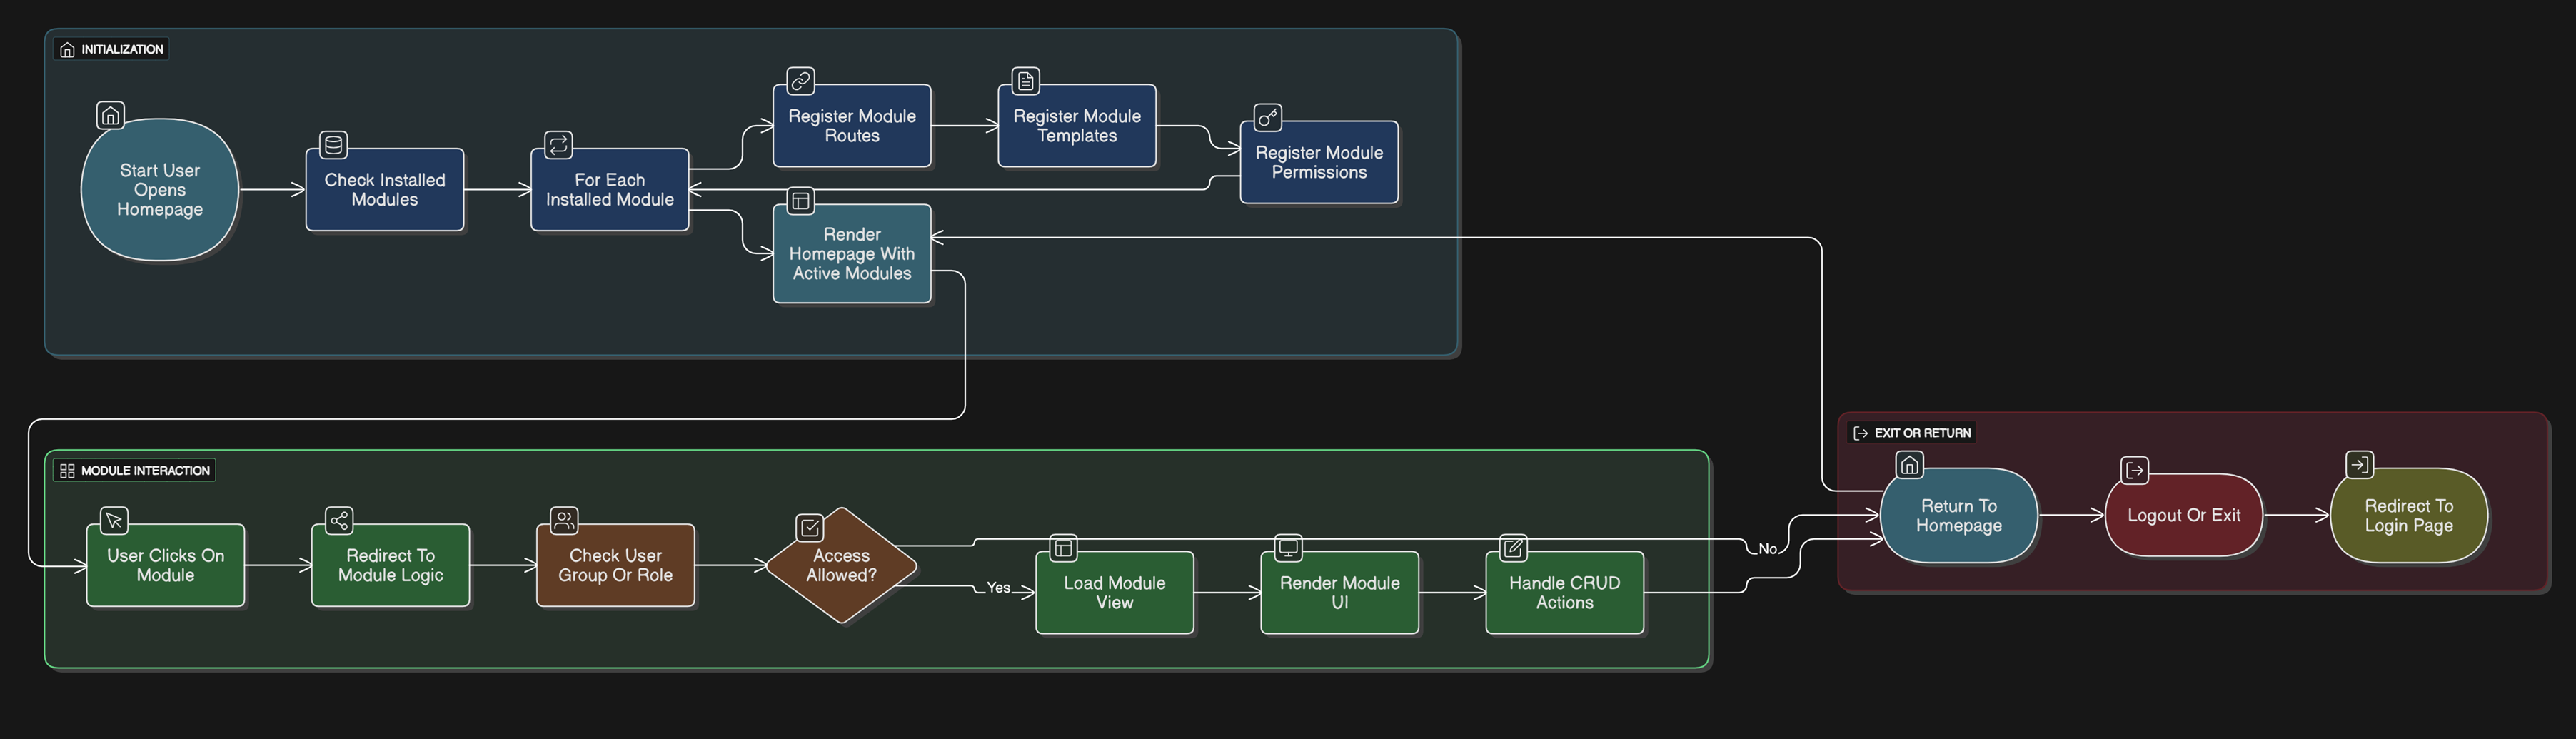 INITIALIZATION
Start User
Opens
Homepage
Check Installed
Modules
For Each
Installed Module
Register Module
Routes
Register Module
Templates
Register Module
Permissions
Render
Homepage With
Active Modules
MODULE INTERACTION
User Clicks On
Module
Redirect To
Module Logic
Check User
Group Or Role
Access
Allowed?
Yes
No
Load Module
View
Render Module
UI
Handle CRUD
Actions
EXIT OR RETURN
Return To
Homepage
Logout Or Exit
Redirect To
Login Page